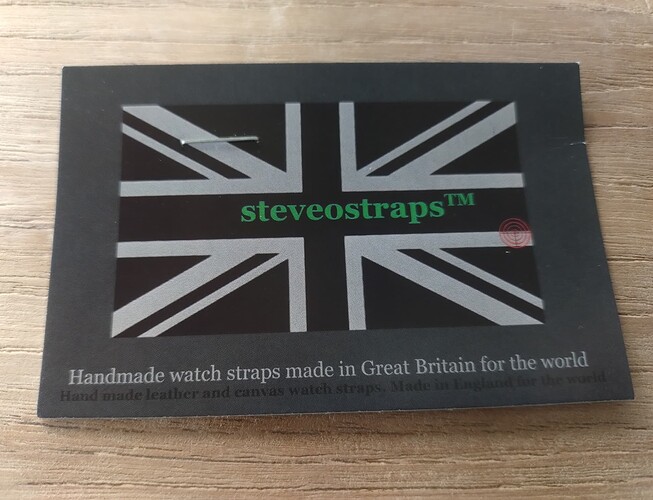 steveostraps™
Handmade watch straps made in Great Britain for the world
Hand made leather and canvas watch straps. Made in England for the world